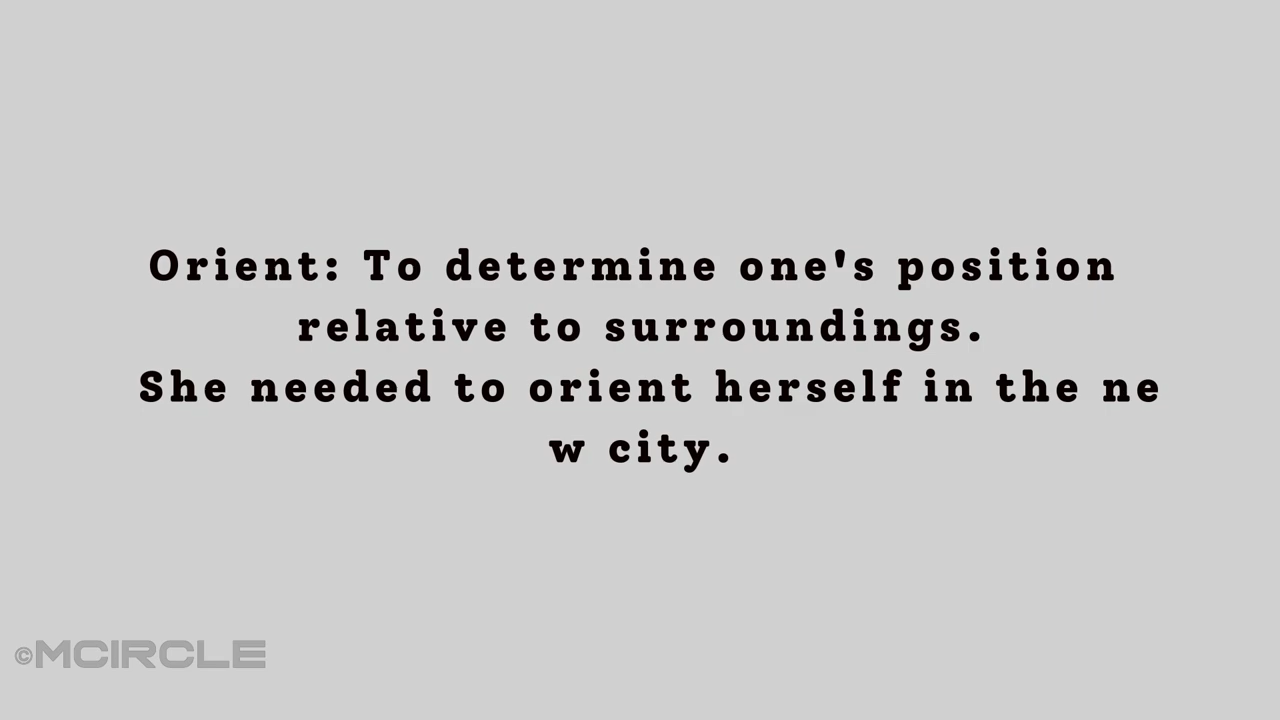 Orient: To determine one's position
relative to surroundings.
She needed to orient herself in the ne
w city.
©MCIRCLE